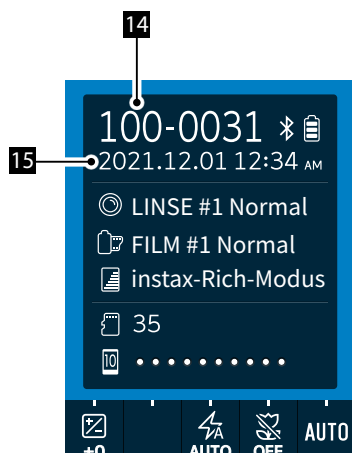 14
100-0031
15
2021.12.01 12:34 AM
LINSE #1 Normal
FILM #1 Normal
instax-Rich-Modus
35
10
A
AUTO
±0 AUTO OFF